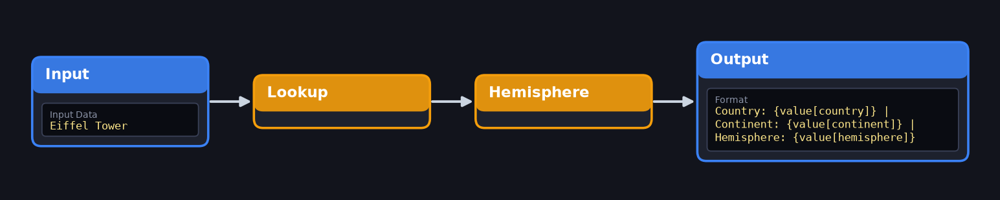 Input
Input Data
Eiffel Tower
Lookup
Hemisphere
Output
Format
Country: {value[country]} |
Continent: {value[continent]} |
Hemisphere: {value[hemisphere]}